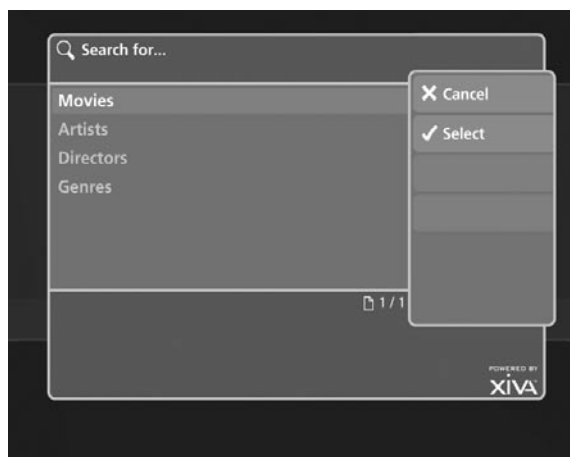 Search for...
Movies
Artists
Directors
Genres
1 / 1
X Cancel
✓ Select
POWERED BY
XiVA